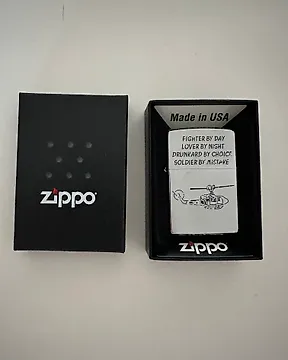 Made in USA
FIGHTER BY DAY
LOVER BY NIGHT
DRUNKARD BY CHOICE
SOLDIER BY MISTAKE
zippo
zippo